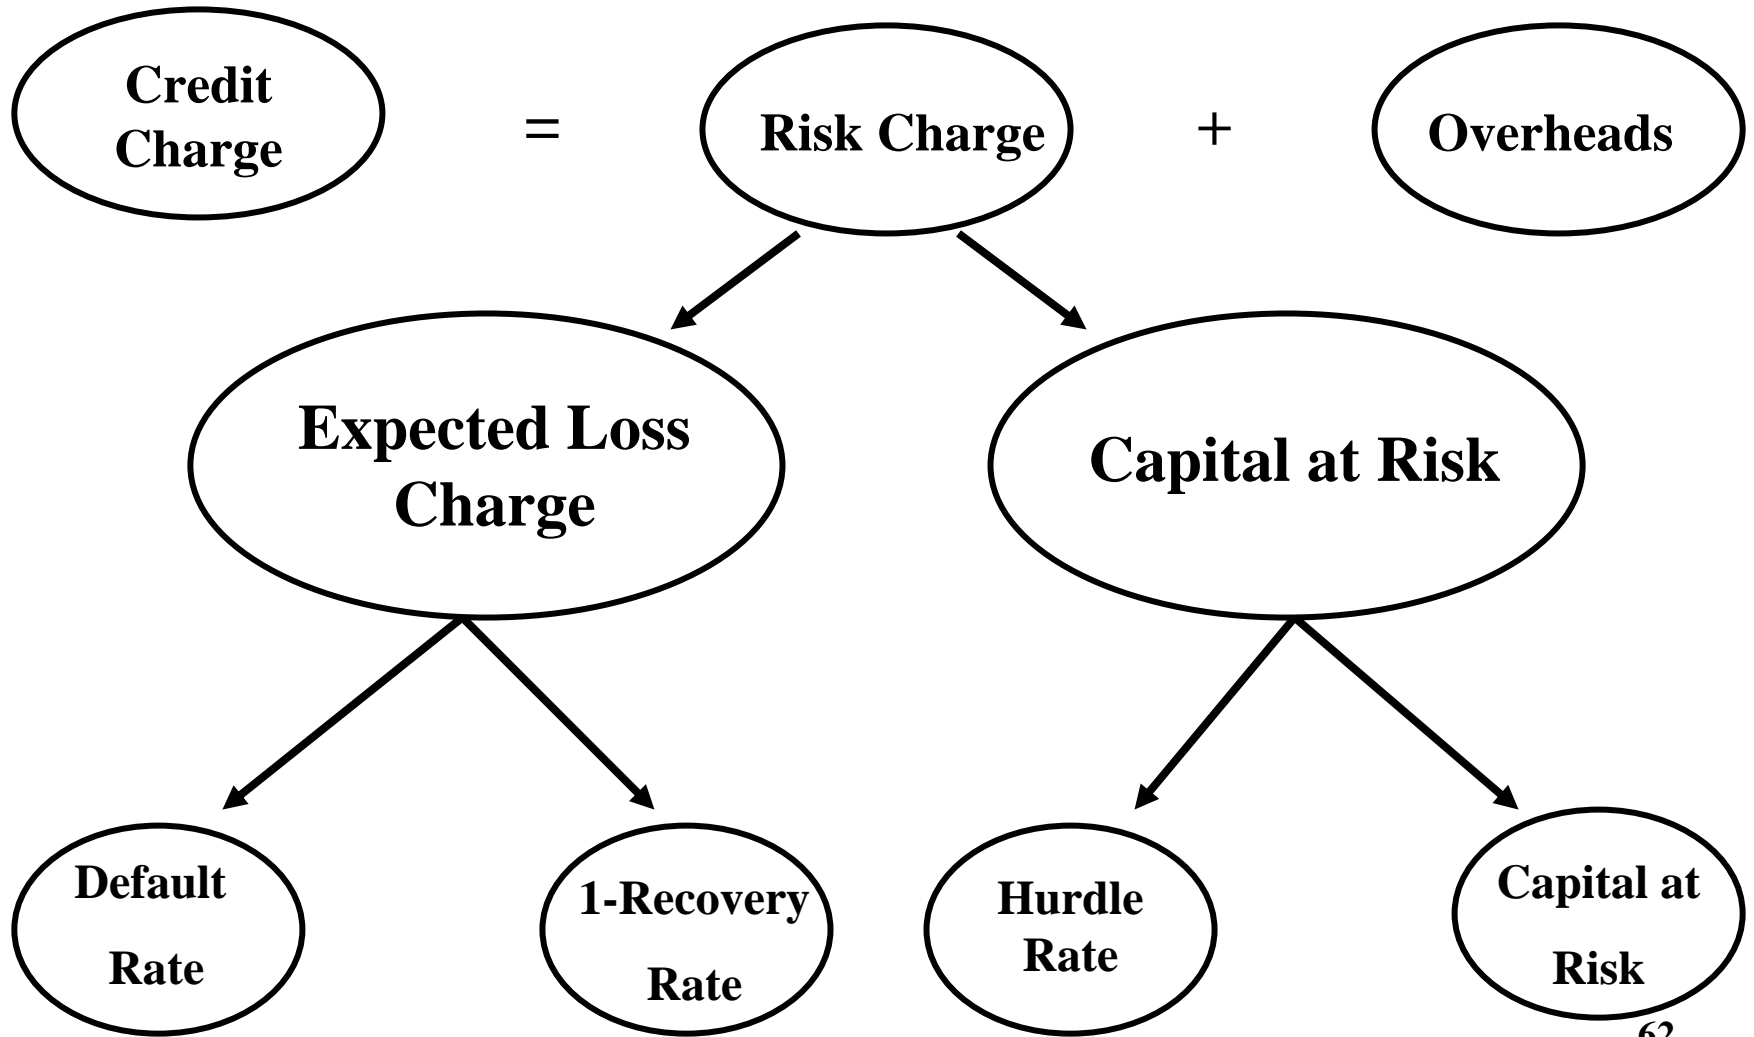 Credit
Charge
=
Risk Charge
+
Overheads
Expected Loss
Charge
Capital at Risk
Default
Rate
1-Recovery
Rate
Hurdle
Rate
Capital at
Risk
62